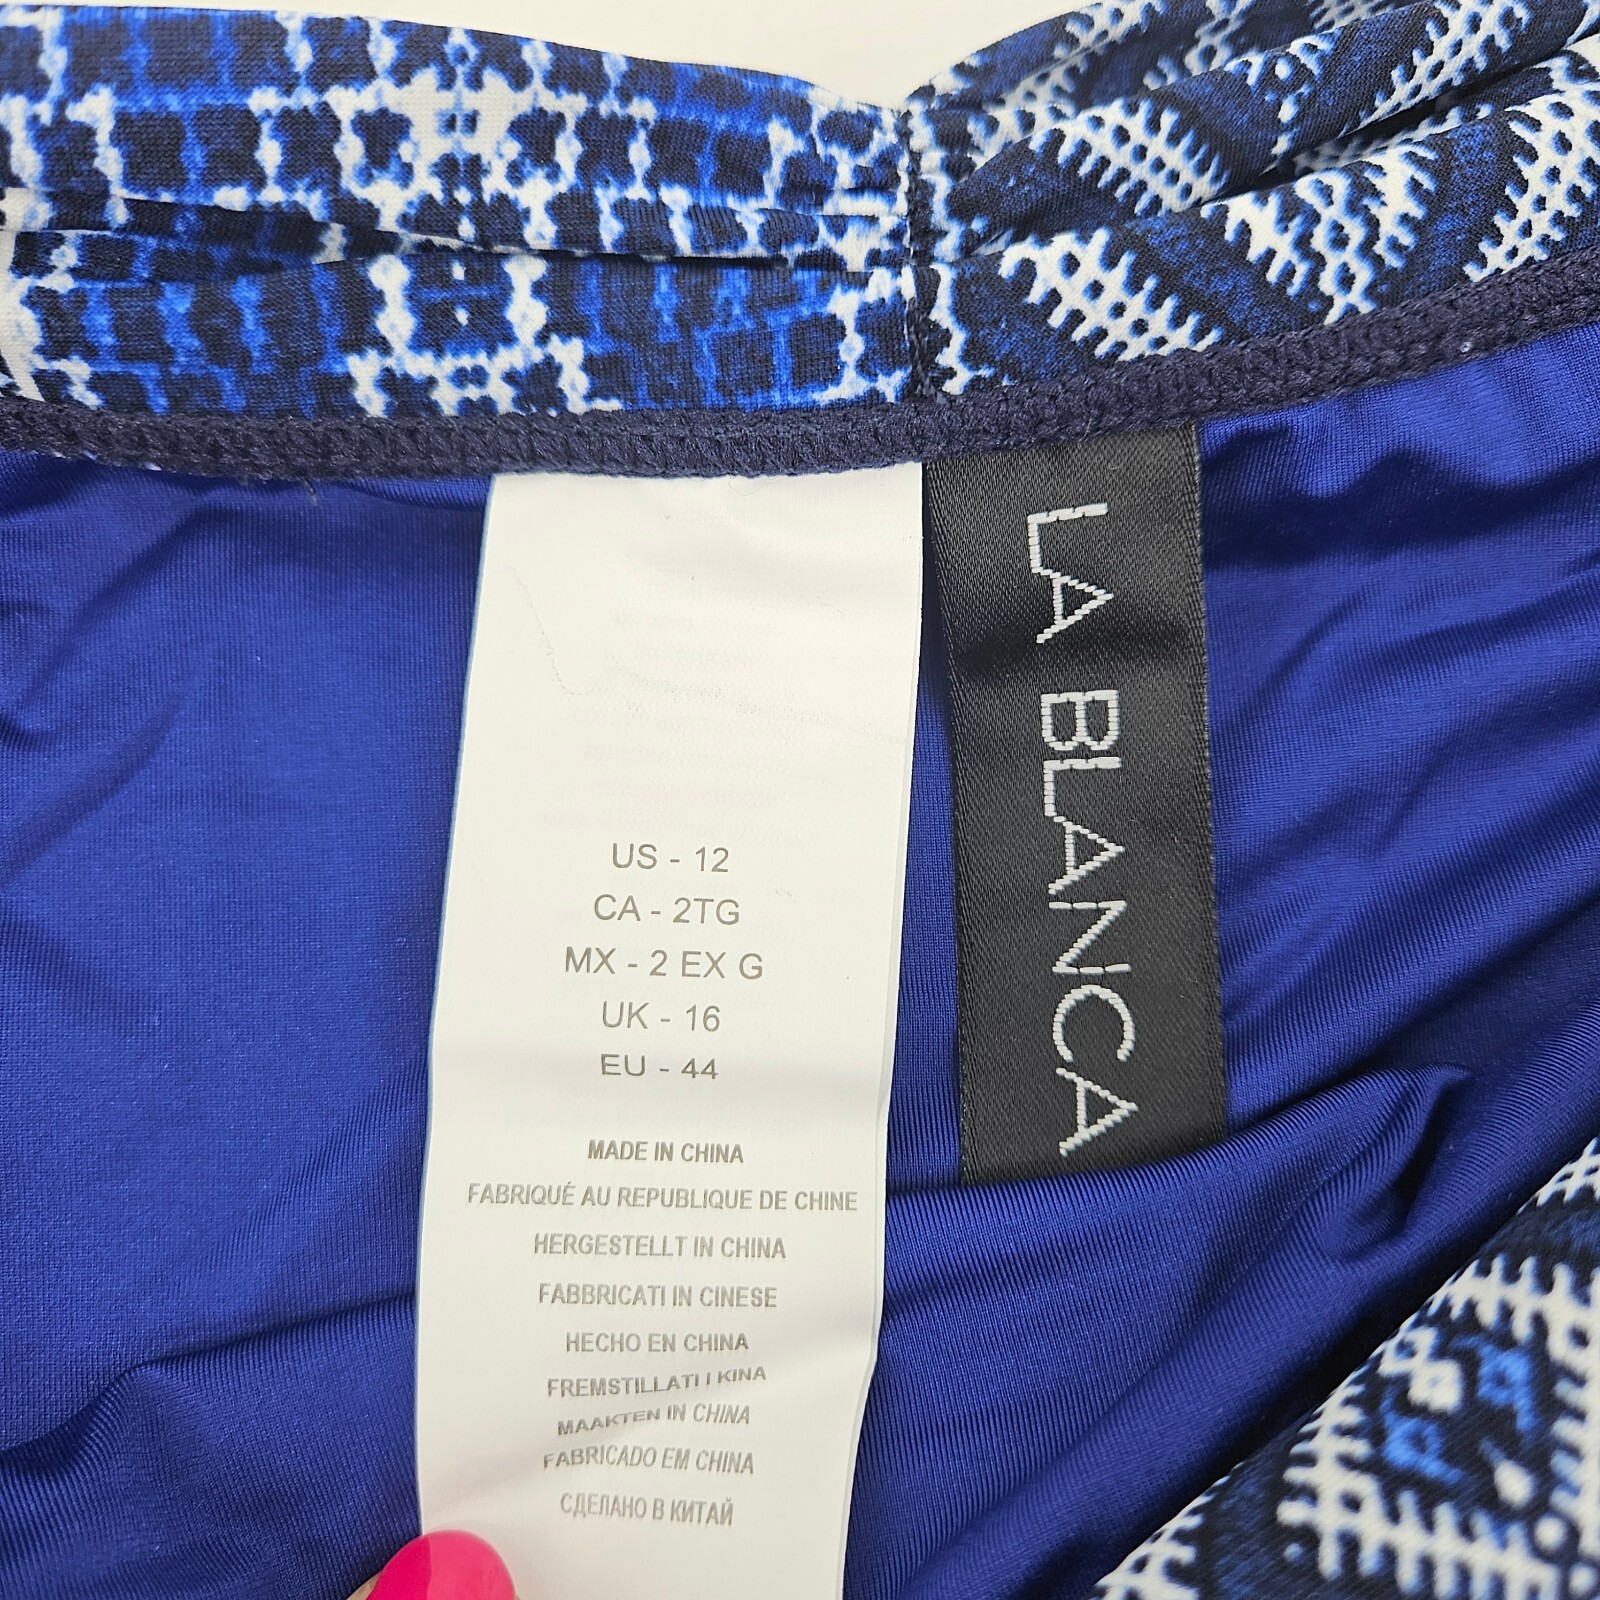 US - 12
CA - 2TG
MX - 2 EX G
UK - 16
EU - 44
MADE IN CHINA
FABRIQUÉ AU REPUBLIQUE DE CHINE
HERGESTELLT IN CHINA
FABBRICATI IN CINESE
HECHO EN CHINA
FREMSTILLATI I KINA
MAAKTEN IN CHINA
FABRICADO EM CHINA
СДЕЛАНО В КИТАЙ
LA BLANCA